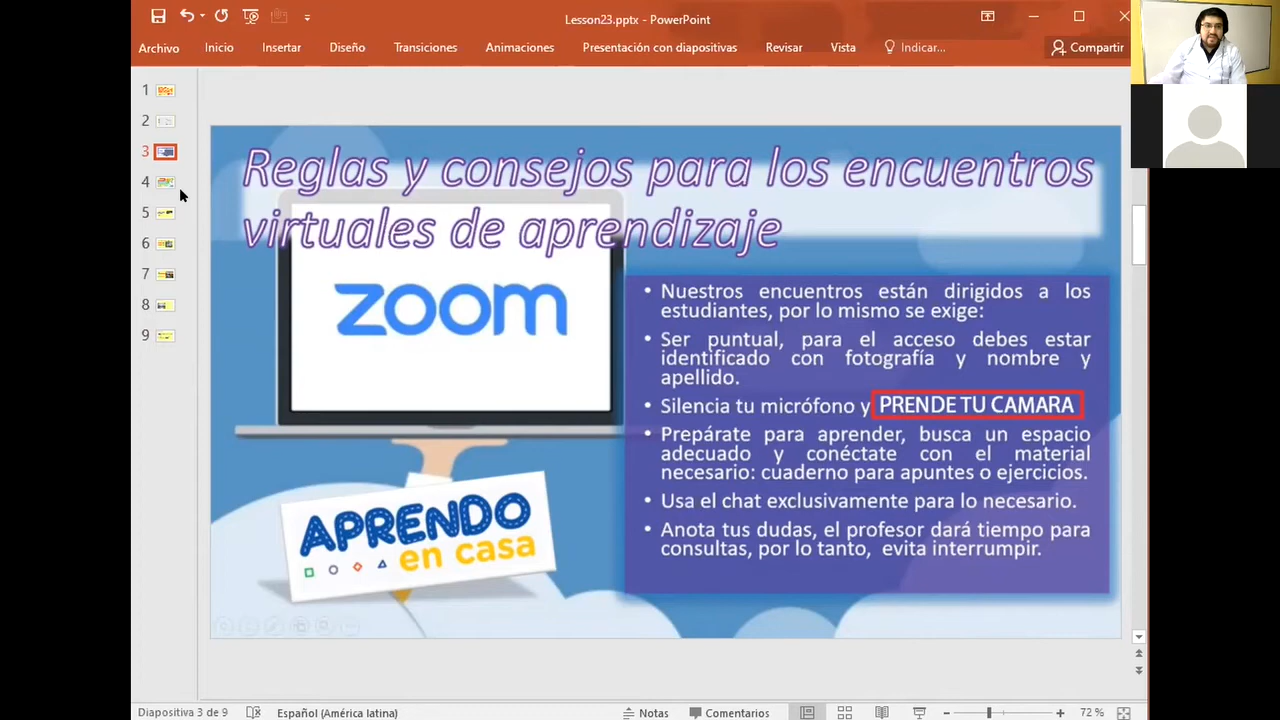 Lesson23.pptx - PowerPoint
Archivo Inicio Insertar Diseño Transiciones Animaciones Presentación con diapositivas Revisar Vista Indicar... Compartir
1
2
3
4
5
6
7
8
9
Reglas y consejos para los encuentros
virtuales de aprendizaje
zoom
APRENDO
en casa
• Nuestros encuentros están dirigidos a los
estudiantes, por lo mismo se exige:
• Ser puntual, para el acceso debes estar
identificado con fotografía y nombre y
apellido.
• Silencia tu micrófono y PRENDE TU CAMARA
• Prepárate para aprender, busca un espacio
adecuado y conéctate con el material
necesario: cuaderno para apuntes o ejercicios.
• Usa el chat exclusivamente para lo necesario.
• Anota tus dudas, el profesor dará tiempo para
consultas, por lo tanto, evita interrumpir.
Diapositiva 3 de 9 Español (América latina) Notas Comentarios 72 %